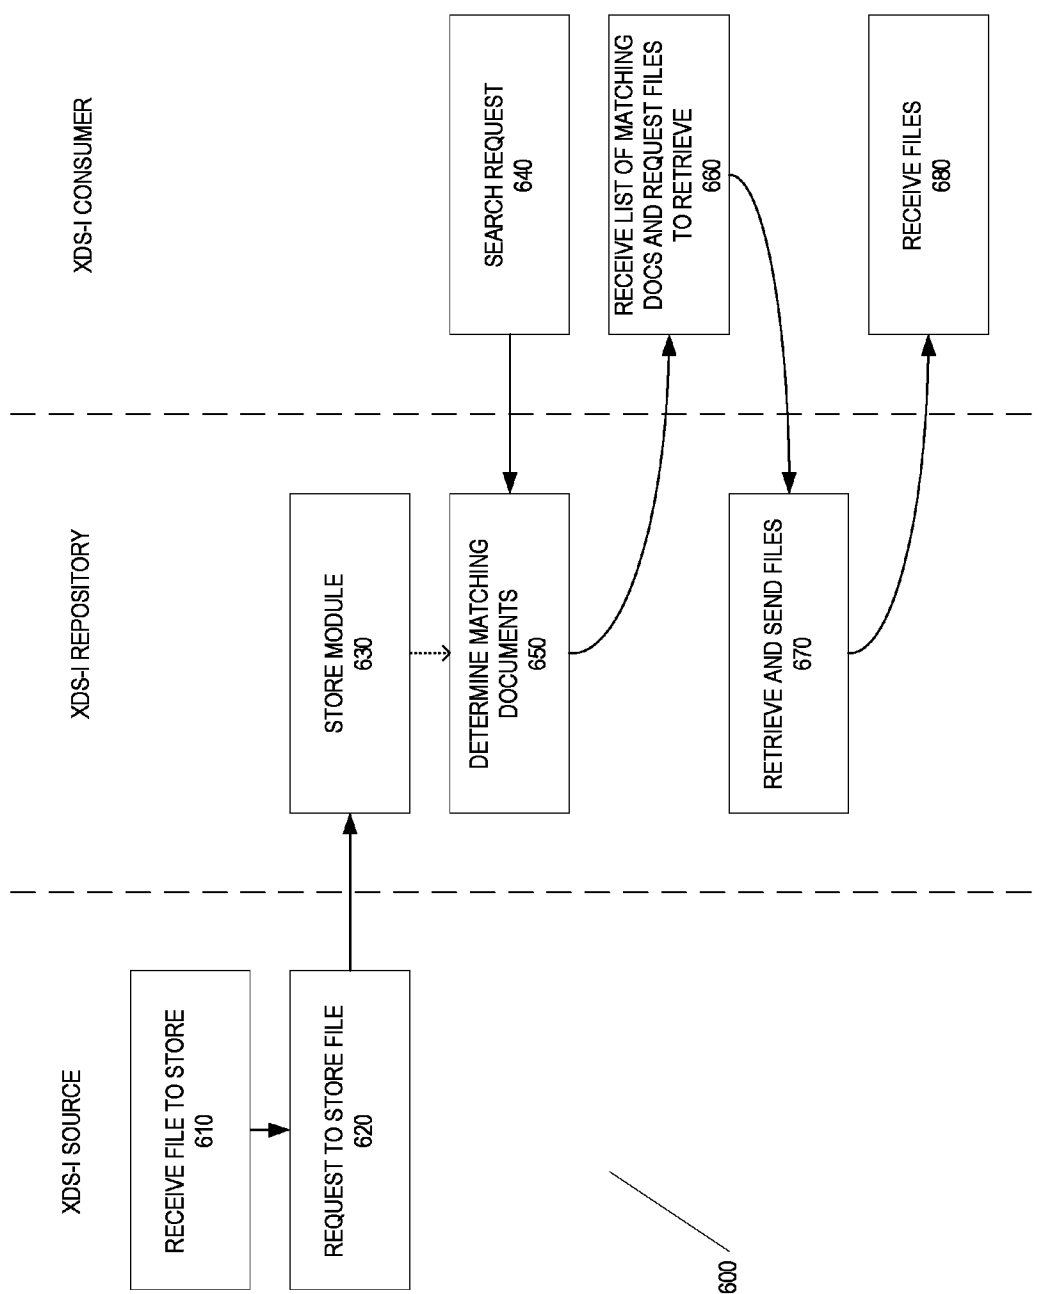 XDS-I SOURCE
XDS-I REPOSITORY
XDS-I CONSUMER
RECEIVE FILE TO STORE
610
REQUEST TO STORE FILE
620
STORE MODULE
630
SEARCH REQUEST
640
DETERMINE MATCHING
DOCUMENTS
650
RECEIVE LIST OF MATCHING
DOCS AND REQUEST FILES
TO RETRIEVE
660
RETRIEVE AND SEND FILES
670
RECEIVE FILES
680
600